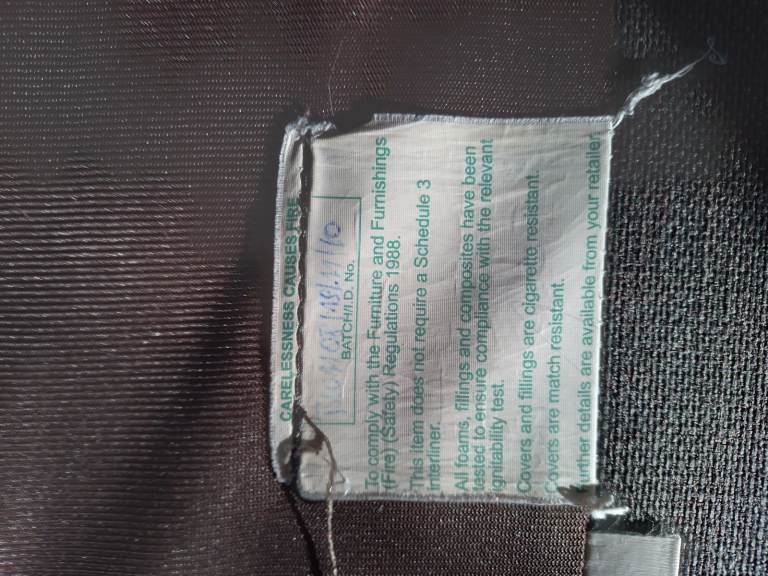 CARELESSNESS CAUSES FIRE
BATCH/I.D. No.
To comply with the Furniture and Furnishings
(Fire) (Safety) Regulations 1988.
This item does not require a Schedule 3
interliner.
All foams, fillings and composites have been
tested to ensure compliance with the relevant
ignitability test.
Covers and fillings are cigarette resistant.
Covers are match resistant.
further details are available from your retailer